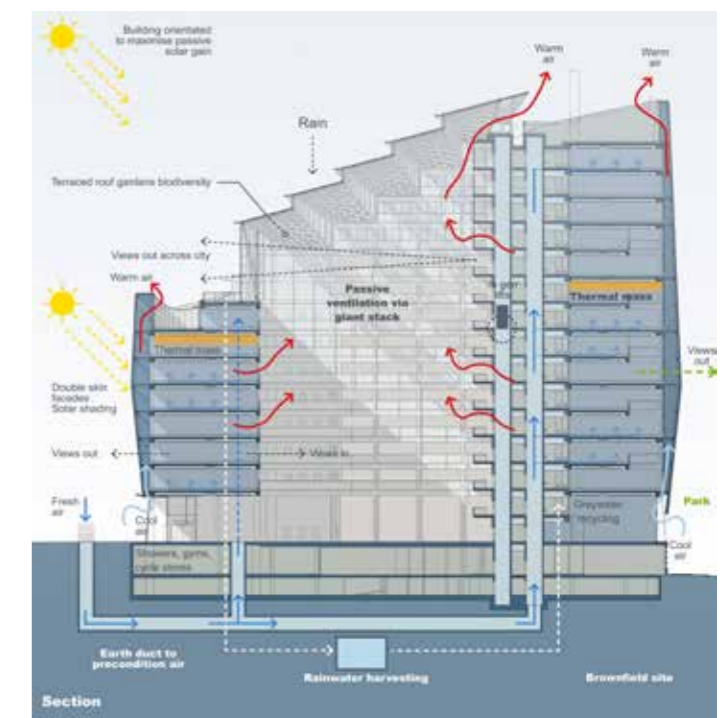 Building orientated
to maximise passive
solar gain
Warm
air
Warm
air
Rain
Terraced roof gardens biodiversity
Views out across city
Warm air
Passive
ventilation via
giant stack
Thermal mass
Thermal mass
Views
out
Double skin
facades
Solar shading
Views out
Views in
Fresh
air
Cool
air
Greywater
recycling
Park
Cool
air
Showers, gyms,
cycle stores
Earth duct to
precondition air
Rainwater harvesting
Brownfield site
Section